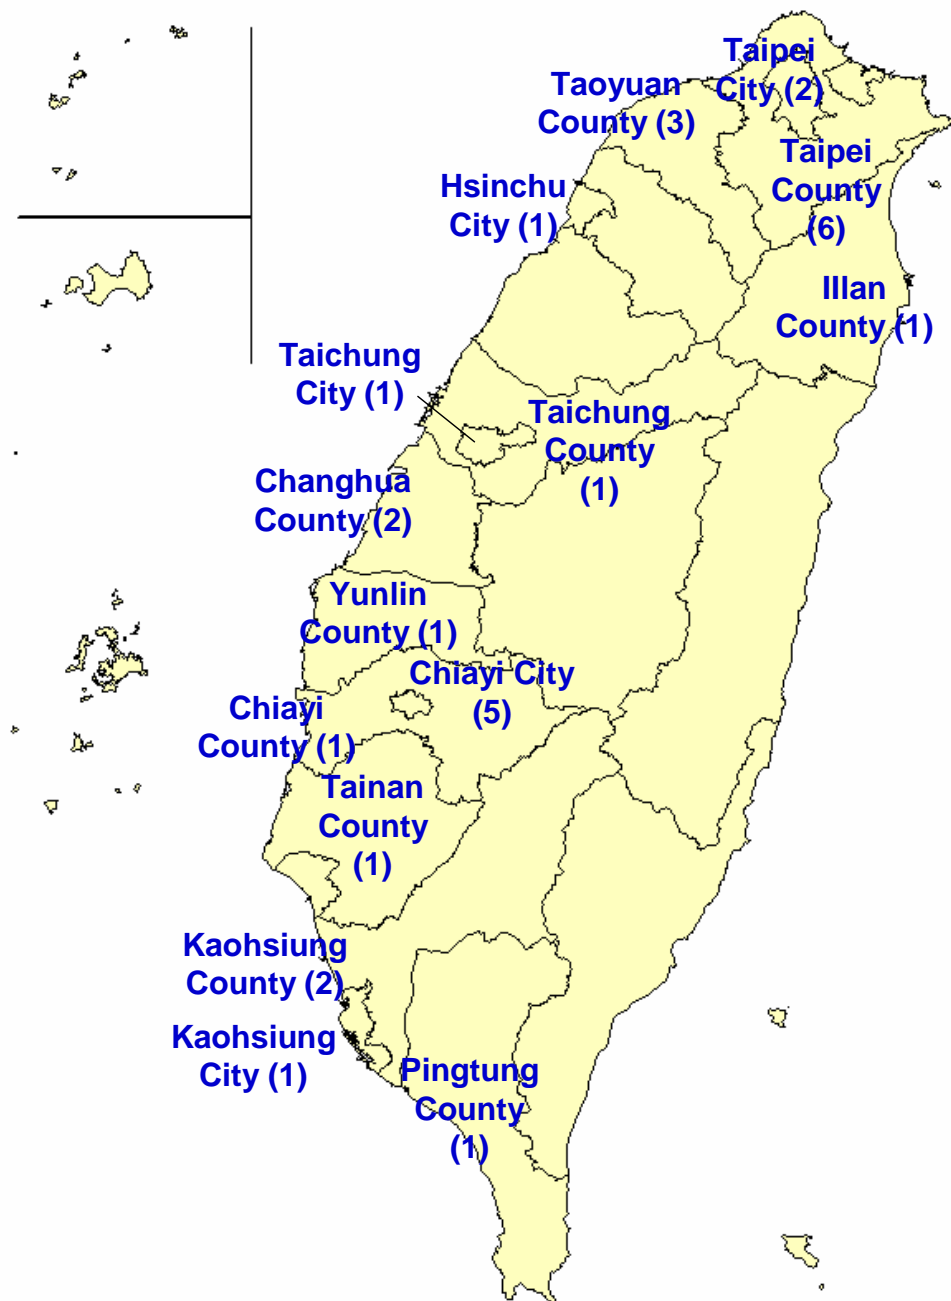 Taipei
City (2)
Taoyuan
County (3)
Taipei
County
(6)
Hsinchu
City (1)
Illan
County (1)
Taichung
City (1)
Taichung
County
(1)
Changhua
County (2)
Yunlin
County (1)
Chiayi City
(5)
Chiayi
County (1)
Tainan
County
(1)
Kaohsiung
County (2)
Kaohsiung
City (1)
Pingtung
County
(1)